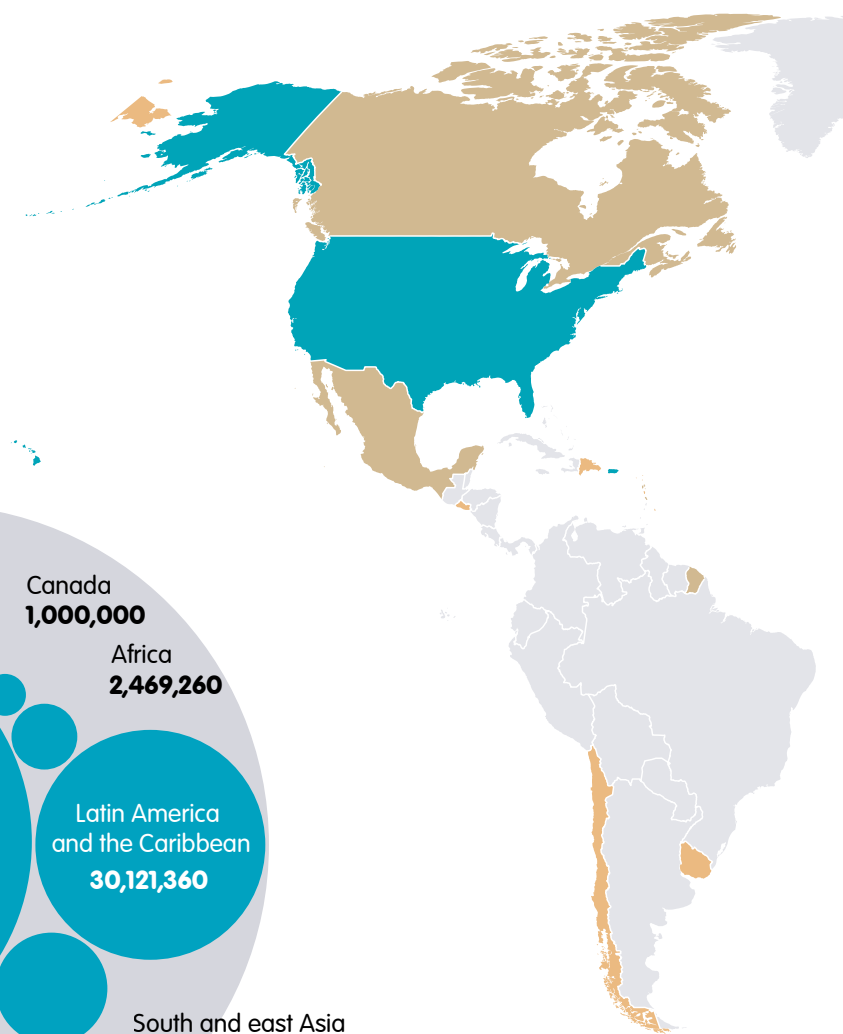 Canada
1,000,000
Africa
2,469,260
Latin America
and the Caribbean
30,121,360
South and east Asia